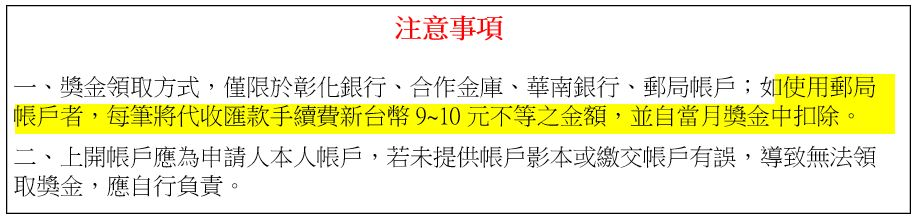 注意事項
一、獎金領取方式，僅限於彰化銀行、合作金庫、華南銀行、郵局帳戶；如使用郵局
帳戶者，每筆將代收匯款手續費新台幣 9~10 元不等之金額，並自當月獎金中扣除。
二、上開帳戶應為申請人本人帳戶，若未提供帳戶影本或繳交帳戶有誤，導致無法領
取獎金，應自行負責。